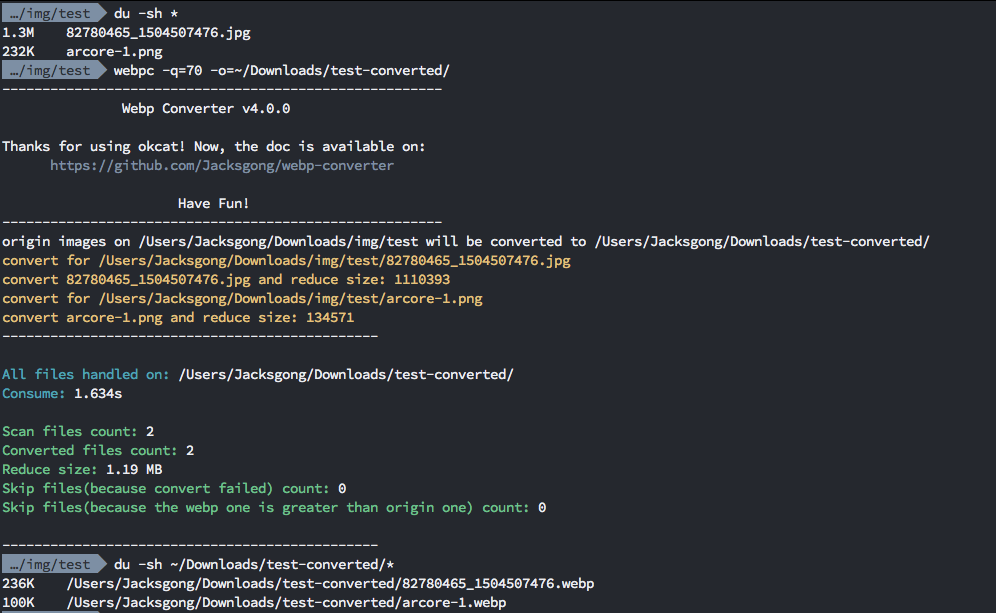 …/img/test du -sh *
1.3M 82780465_1504507476.jpg
232K arcore-1.png
…/img/test webpc -q=70 -o=~/Downloads/test-converted/
-------------------------------------------------------
Webp Converter v4.0.0
Thanks for using okcat! Now, the doc is available on:
https://github.com/Jacksgong/webp-converter
Have Fun!
-------------------------------------------------------
origin images on /Users/Jacksgong/Downloads/img/test will be converted to /Users/Jacksgong/Downloads/test-converted/
convert for /Users/Jacksgong/Downloads/img/test/82780465_1504507476.jpg
convert 82780465_1504507476.jpg and reduce size: 1110393
convert for /Users/Jacksgong/Downloads/img/test/arcore-1.png
convert arcore-1.png and reduce size: 134571
-----------------------------------------------
All files handled on: /Users/Jacksgong/Downloads/test-converted/
Consume: 1.634s
Scan files count: 2
Converted files count: 2
Reduce size: 1.19 MB
Skip files(because convert failed) count: 0
Skip files(because the webp one is greater than origin one) count: 0
-----------------------------------------------
…/img/test du -sh ~/Downloads/test-converted/*
236K /Users/Jacksgong/Downloads/test-converted/82780465_1504507476.webp
100K /Users/Jacksgong/Downloads/test-converted/arcore-1.webp